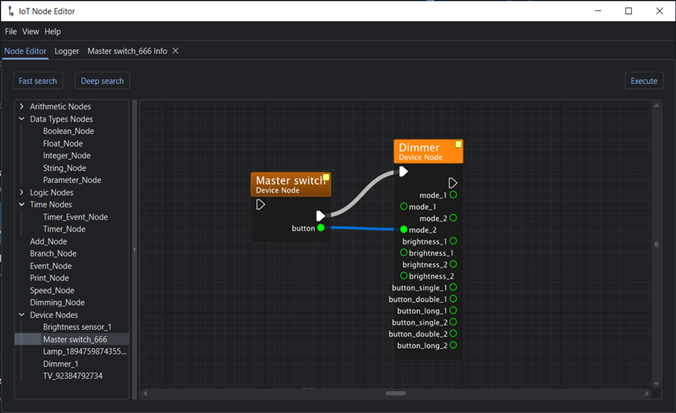 IoT Node Editor
File View Help
Node Editor Logger Master switch_666 Info
Fast search Deep search Execute
Arithmetic Nodes
Data Types Nodes
Boolean_Node
Float_Node
Integer_Node
String_Node
Parameter_Node
Logic Nodes
Time Nodes
Timer_Event_Node
Timer_Node
Add_Node
Branch_Node
Event_Node
Print_Node
Speed_Node
Dimming_Node
Device Nodes
Brightness sensor_1
Master switch_666
Lamp_1894759874355...
Dimmer_1
TV_92384792734
Master switch
Device Node
button
Dimmer
Device Node
mode_1
mode_1
mode_2
mode_2
brightness_1
brightness_1
brightness_2
brightness_2
button_single_1
button_double_1
button_long_1
button_single_2
button_double_2
button_long_2